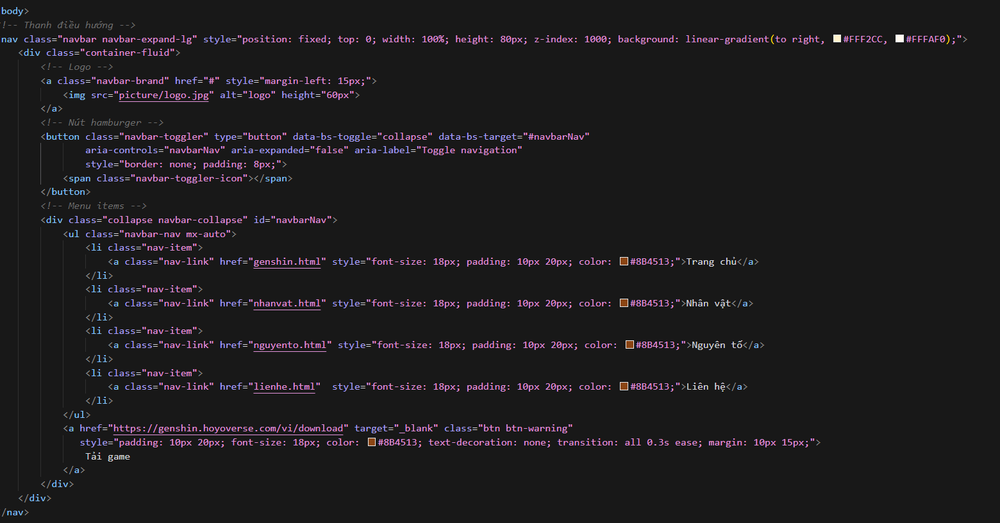 body>
!-- Thanh điều hướng -->
nav class="navbar navbar-expand-lg" style="position: fixed; top: 0; width: 100%; height: 80px; z-index: 1000; background: linear-gradient(to right, #FFF2CC, #FFFAF0);">
<div class="container-fluid">
<!-- Logo -->
<a class="navbar-brand" href="#" style="margin-left: 15px;">
<img src="picture/logo.jpg" alt="logo" height="60px">
</a>
<!-- Nút hamburger -->
<button class="navbar-toggler" type="button" data-bs-toggle="collapse" data-bs-target="#navbarNav"
aria-controls="navbarNav" aria-expanded="false" aria-label="Toggle navigation"
style="border: none; padding: 8px;">
<span class="navbar-toggler-icon"></span>
</button>
<!-- Menu items -->
<div class="collapse navbar-collapse" id="navbarNav">
<ul class="navbar-nav mx-auto">
<li class="nav-item">
<a class="nav-link" href="genshin.html" style="font-size: 18px; padding: 10px 20px; color: #8B4513;">Trang chủ</a>
</li>
<li class="nav-item">
<a class="nav-link" href="nhanvat.html" style="font-size: 18px; padding: 10px 20px; color: #8B4513;">Nhân vật</a>
</li>
<li class="nav-item">
<a class="nav-link" href="nguyento.html" style="font-size: 18px; padding: 10px 20px; color: #8B4513;">Nguyên tố</a>
</li>
<li class="nav-item">
<a class="nav-link" href="lienhe.html"  style="font-size: 18px; padding: 10px 20px; color: #8B4513;">Liên hệ</a>
</li>
</ul>
<a href="https://genshin.hoyoverse.com/vi/download" target="_blank" class="btn btn-warning"
style="padding: 10px 20px; font-size: 18px; color: #8B4513; text-decoration: none; transition: all 0.3s ease; margin: 10px 15px;">
Tải game
</a>
</div>
</div>
/nav>